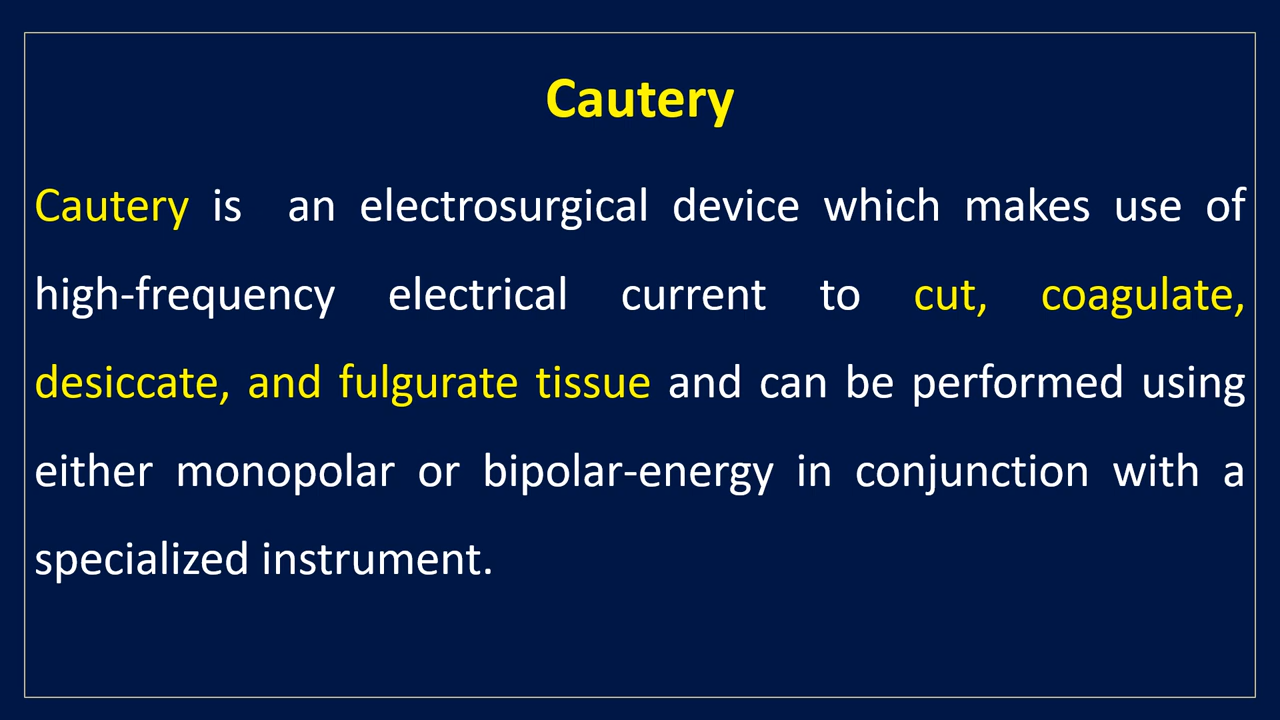 Cautery
Cautery is an electrosurgical device which makes use of
high-frequency electrical current to cut, coagulate,
desiccate, and fulgurate tissue and can be performed using
either monopolar or bipolar-energy in conjunction with a
specialized instrument.